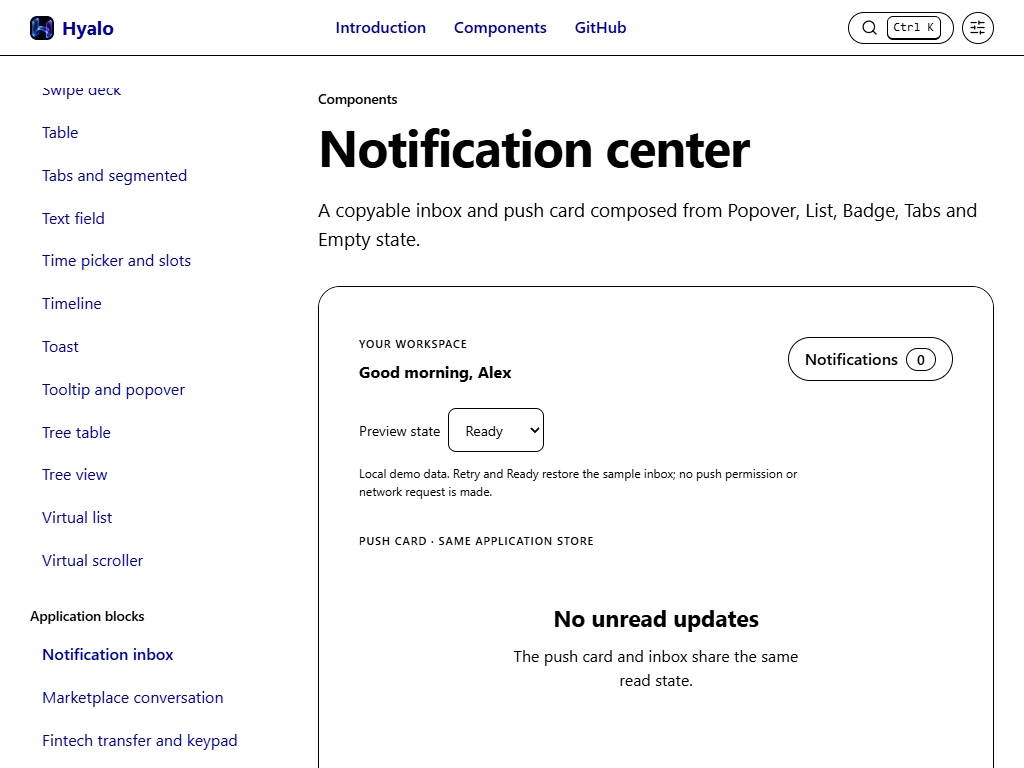 Hyalo
Introduction
Components
GitHub
Ctrl K
Swipe deck
Table
Tabs and segmented
Text field
Time picker and slots
Timeline
Toast
Tooltip and popover
Tree table
Tree view
Virtual list
Virtual scroller
Application blocks
Notification inbox
Marketplace conversation
Fintech transfer and keypad
Components
Notification center
A copyable inbox and push card composed from Popover, List, Badge, Tabs and
Empty state.
YOUR WORKSPACE
Good morning, Alex
Notifications 0
Preview state Ready
Local demo data. Retry and Ready restore the sample inbox; no push permission or
network request is made.
PUSH CARD · SAME APPLICATION STORE
No unread updates
The push card and inbox share the same
read state.